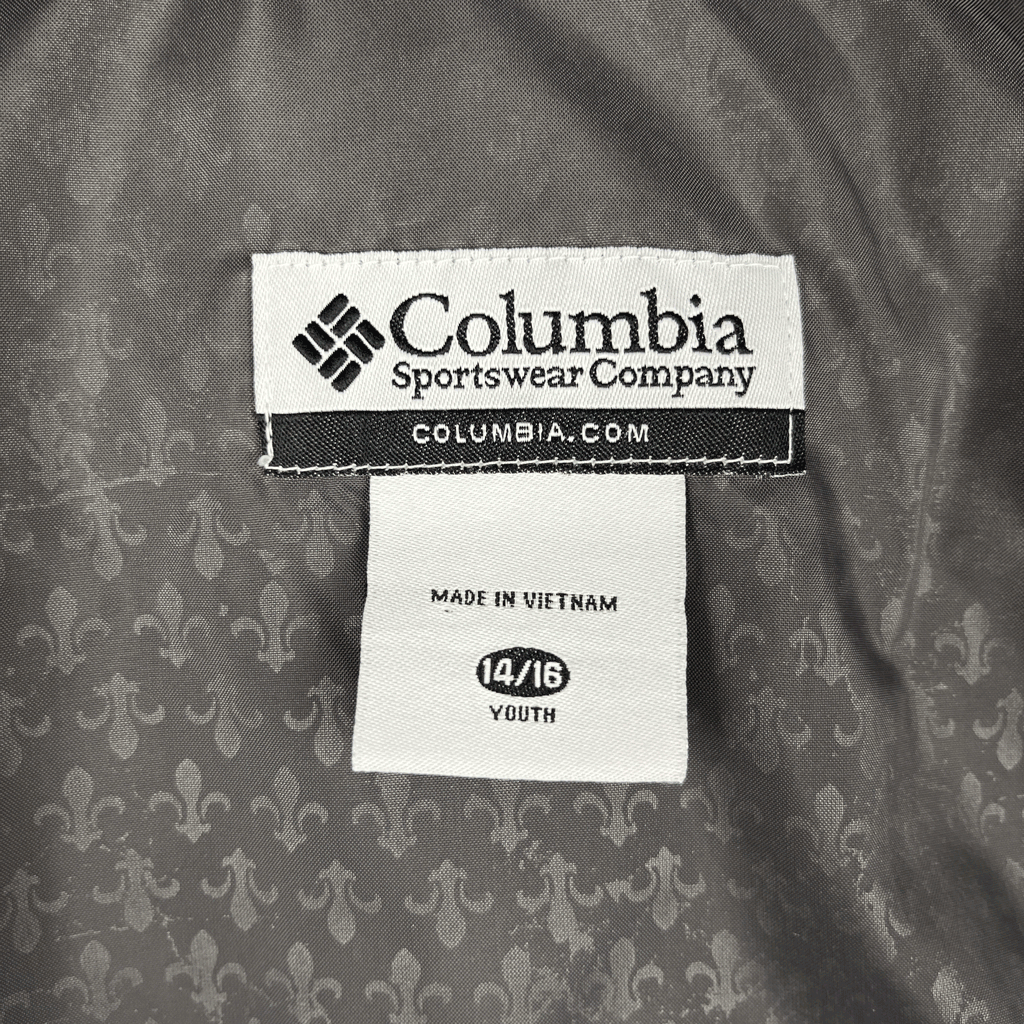 Columbia
Sportswear Company
COLUMBIA.COM
MADE IN VIETNAM
14/16
YOUTH